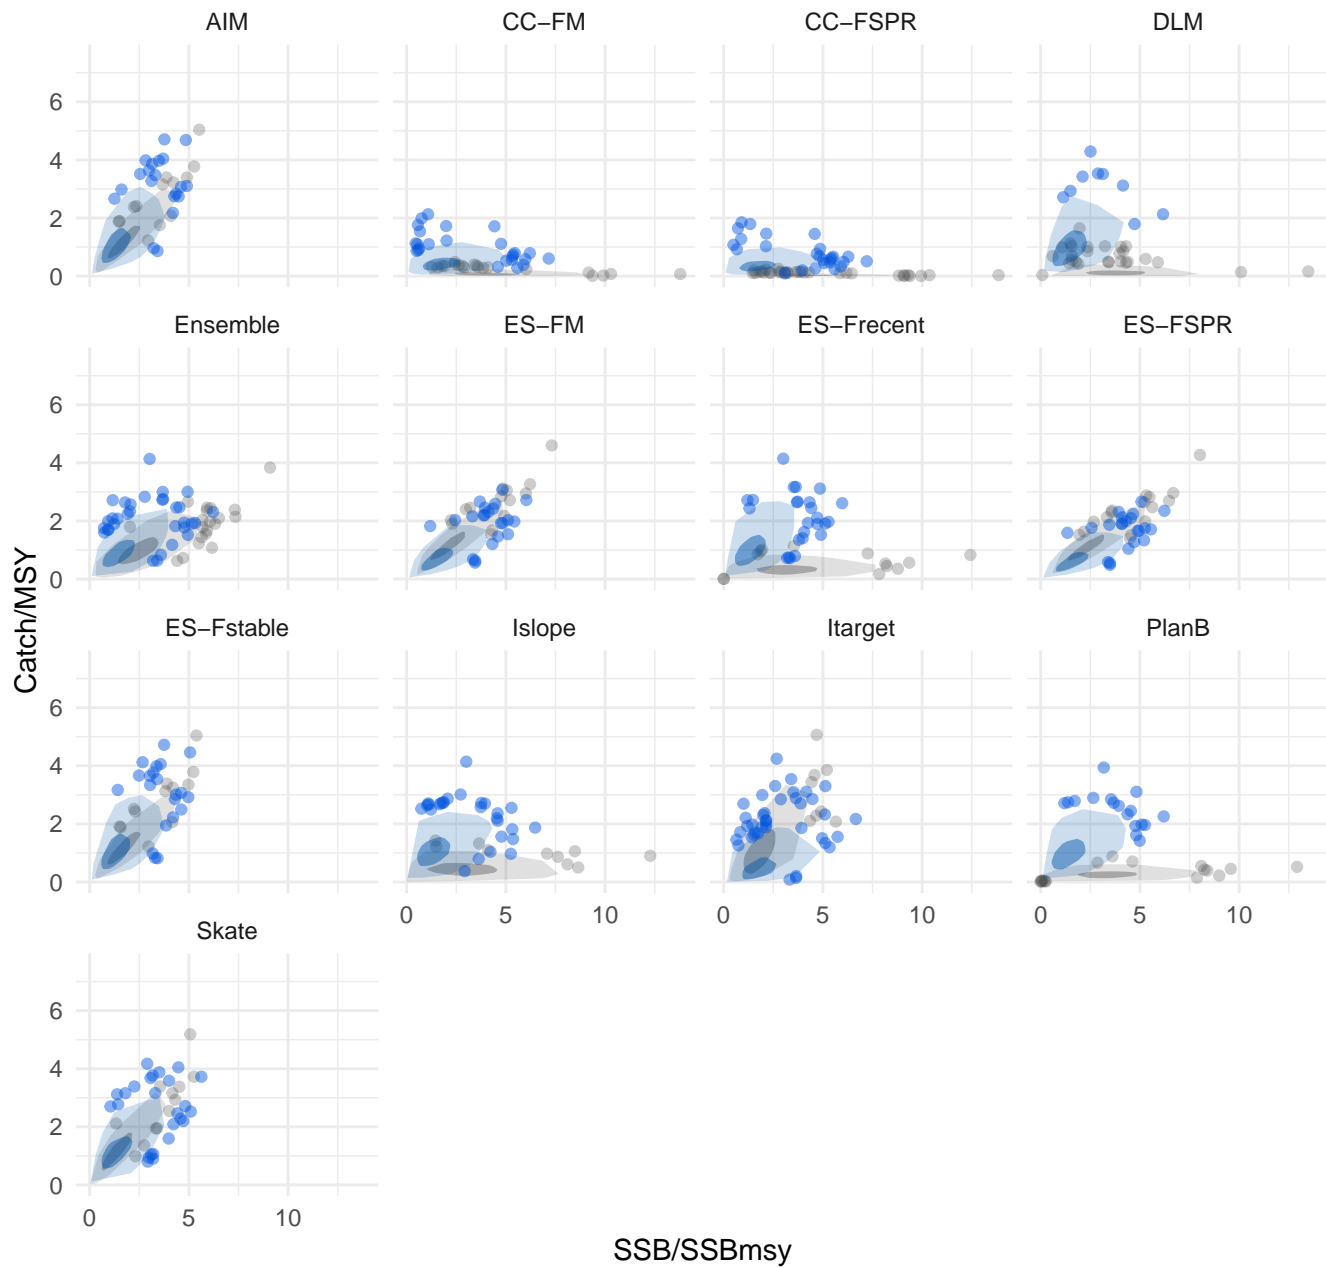 AIM CC−FM CC−FSPR DLM
6
4
2
0
Ensemble ES−FM ES−Frecent ES−FSPR
6
4
2
0
ES−Fstable Islope Itarget PlanB
6
4
2
0
0 5 10 0 5 10 0 5 10
Skate
6
4
2
0
0 5 10
Catch/MSY
SSB/SSBmsy